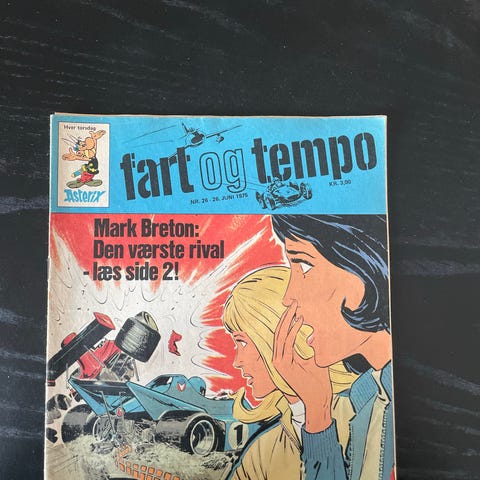 Hver torsdag
Asterix
fart og tempo
NR. 26 - 26. JUNI 1975
KR. 3,00
Mark Breton:
Den værste rival
- læs side 2!
1